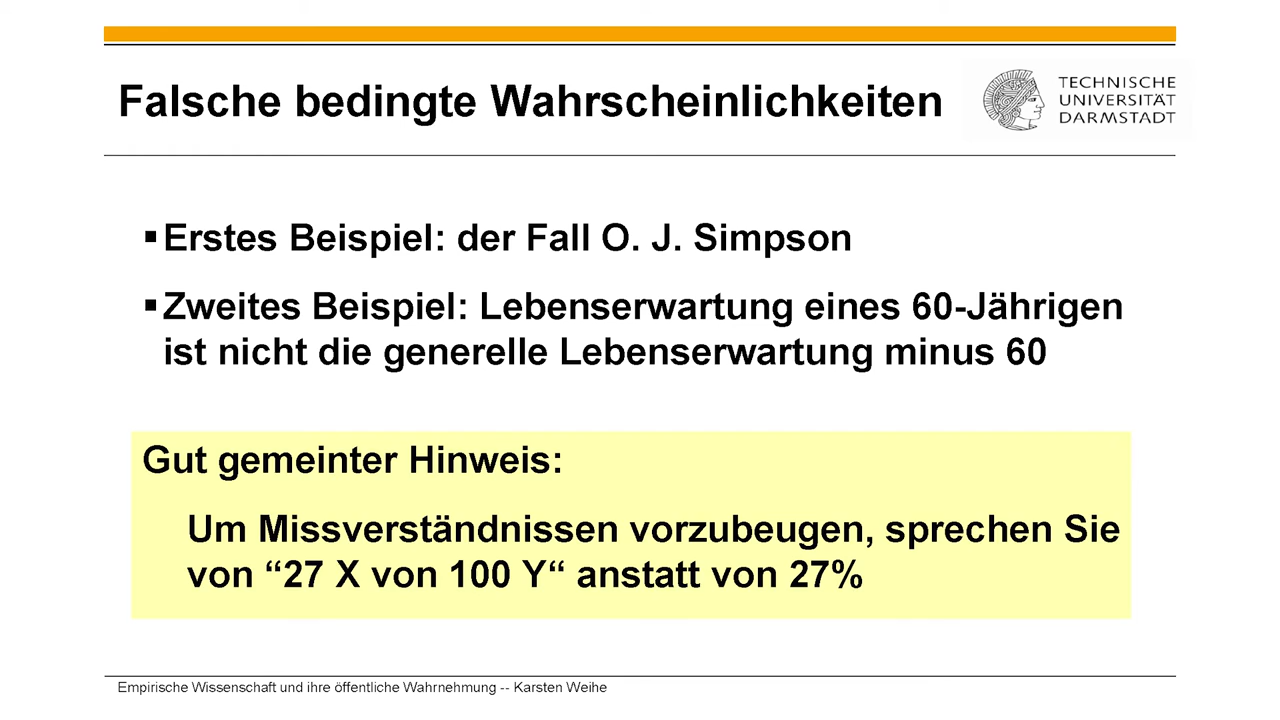 Falsche bedingte Wahrscheinlichkeiten
TECHNISCHE
UNIVERSITÄT
DARMSTADT
▪ Erstes Beispiel: der Fall O. J. Simpson
▪ Zweites Beispiel: Lebenserwartung eines 60-Jährigen
ist nicht die generelle Lebenserwartung minus 60
Gut gemeinter Hinweis:
Um Missverständnissen vorzubeugen, sprechen Sie
von “27 X von 100 Y“ anstatt von 27%
Empirische Wissenschaft und ihre öffentliche Wahrnehmung -- Karsten Weihe